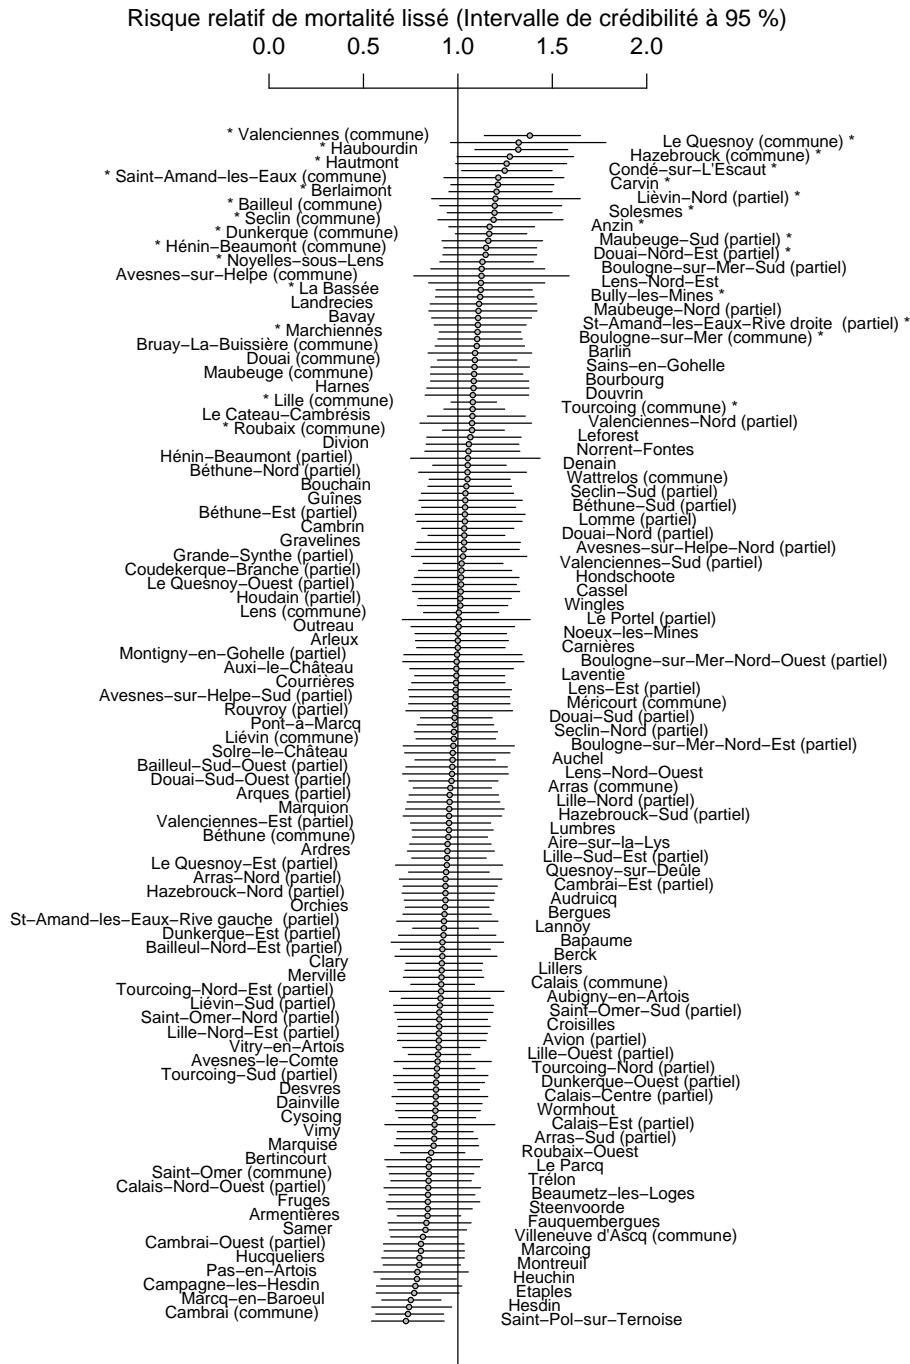 Risque relatif de mortalité lissé (Intervalle de crédibilité à 95 %)
0.0 0.5 1.0 1.5 2.0
* Valenciennes (commune)
Le Quesnoy (commune) *
* Haubourdin
Hazebrouck (commune) *
* Hautmont
Condé−sur−L'Escaut *
* Saint−Amand−les−Eaux (commune)
Carvin *
* Berlaimont
Lièvin−Nord (partiel) *
* Bailleul (commune)
Solesmes *
* Seclin (commune)
Anzin *
* Dunkerque (commune)
Maubeuge−Sud (partiel) *
* Hénin−Beaumont (commune)
Douai−Nord−Est (partiel) *
* Noyelles−sous−Lens
Boulogne−sur−Mer−Sud (partiel)
Avesnes−sur−Helpe (commune)
Lens−Nord−Est
* La Bassée
Bully−les−Mines *
Landrecies
Maubeuge−Nord (partiel)
Bavay
St−Amand−les−Eaux−Rive droite (partiel) *
* Marchiennes
Boulogne−sur−Mer (commune) *
Bruay−La−Buissière (commune)
Barlin
Douai (commune)
Sains−en−Gohelle
Maubeuge (commune)
Bourbourg
Harnes
Douvrin
* Lille (commune)
Tourcoing (commune) *
Le Cateau−Cambrésis
Valenciennes−Nord (partiel)
* Roubaix (commune)
Leforest
Divion
Norrent−Fontes
Hénin−Beaumont (partiel)
Denain
Béthune−Nord (partiel)
Wattrelos (commune)
Bouchain
Seclin−Sud (partiel)
Guînes
Béthune−Sud (partiel)
Béthune−Est (partiel)
Lomme (partiel)
Cambrin
Douai−Nord (partiel)
Gravelines
Avesnes−sur−Helpe−Nord (partiel)
Grande−Synthe (partiel)
Valenciennes−Sud (partiel)
Coudekerque−Branche (partiel)
Hondschoote
Le Quesnoy−Ouest (partiel)
Cassel
Houdain (partiel)
Wingles
Lens (commune)
Le Portel (partiel)
Outreau
Noeux−les−Mines
Arleux
Carnières
Montigny−en−Gohelle (partiel)
Boulogne−sur−Mer−Nord−Ouest (partiel)
Auxi−le−Château
Laventie
Courrières
Lens−Est (partiel)
Avesnes−sur−Helpe−Sud (partiel)
Méricourt (commune)
Rouvroy (partiel)
Douai−Sud (partiel)
Pont−à−Marcq
Seclin−Nord (partiel)
Liévin (commune)
Boulogne−sur−Mer−Nord−Est (partiel)
Solre−le−Château
Auchel
Bailleul−Sud−Ouest (partiel)
Lens−Nord−Ouest
Douai−Sud−Ouest (partiel)
Arras (commune)
Arques (partiel)
Lille−Nord (partiel)
Marquion
Hazebrouck−Sud (partiel)
Valenciennes−Est (partiel)
Lumbres
Béthune (commune)
Aire−sur−la−Lys
Ardres
Lille−Sud−Est (partiel)
Le Quesnoy−Est (partiel)
Quesnoy−sur−Deûle
Arras−Nord (partiel)
Cambrai−Est (partiel)
Hazebrouck−Nord (partiel)
Audruicq
Orchies
Bergues
St−Amand−les−Eaux−Rive gauche (partiel)
Lannoy
Dunkerque−Est (partiel)
Bapaume
Bailleul−Nord−Est (partiel)
Berck
Clary
Lillers
Merville
Calais (commune)
Tourcoing−Nord−Est (partiel)
Aubigny−en−Artois
Liévin−Sud (partiel)
Saint−Omer−Sud (partiel)
Saint−Omer−Nord (partiel)
Croisilles
Lille−Nord−Est (partiel)
Avion (partiel)
Vitry−en−Artois
Lille−Ouest (partiel)
Avesnes−le−Comte
Tourcoing−Nord (partiel)
Tourcoing−Sud (partiel)
Dunkerque−Ouest (partiel)
Desvres
Calais−Centre (partiel)
Dainville
Wormhout
Cysoing
Calais−Est (partiel)
Vimy
Arras−Sud (partiel)
Marquise
Roubaix−Ouest
Bertincourt
Le Parcq
Saint−Omer (commune)
Trélon
Calais−Nord−Ouest (partiel)
Beaumetz−les−Loges
Fruges
Steenvoorde
Armentières
Fauquembergues
Samer
Villeneuve d'Ascq (commune)
Cambrai−Ouest (partiel)
Marcoing
Hucqueliers
Montreuil
Pas−en−Artois
Heuchin
Campagne−les−Hesdin
Etaples
Marcq−en−Baroeul
Hesdin
Cambrai (commune)
Saint−Pol−sur−Ternoise